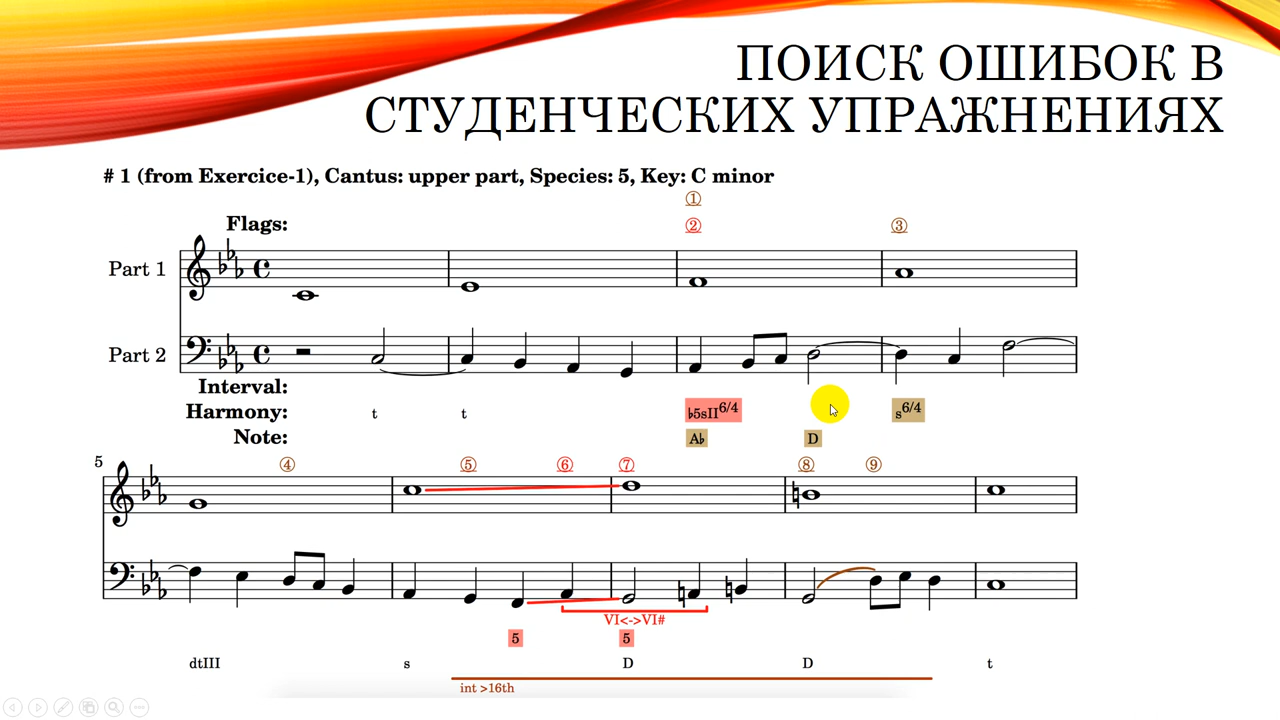 ПОИСК ОШИБОК В
СТУДЕНЧЕСКИХ УПРАЖНЕНИЯХ
# 1 (from Exercice-1), Cantus: upper part, Species: 5, Key: C minor
①
Flags: ② ③
Part 1
Part 2
Interval:
Harmony: t t ♭5sII6/4 s6/4
Note: A♭ D
5 ④ ⑤ ⑥ ⑦ ⑧ ⑨
VI<->VI#
5 5
dtIII s D D t
int >16th